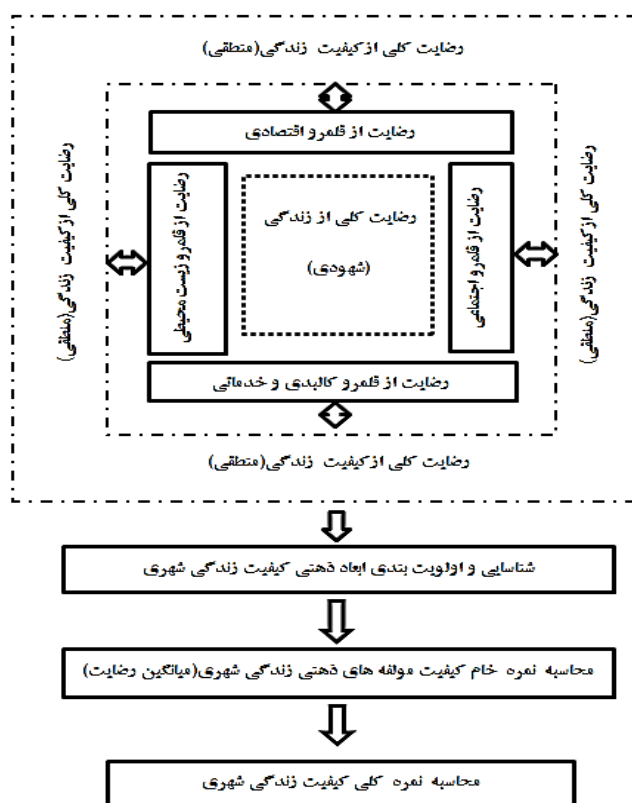 رضایت کلی از کیفیت زندگی(منطقی)
رضایت از قلمرو اقتصادی
رضایت کلی از کیفیت زندگی(منطقی)
رضایت از قلمرو اجتماعی
رضایت کلی از زندگی
(شهودی)
رضایت از قلمرو زیست محیطی
رضایت کلی از کیفیت زندگی(منطقی)
رضایت از قلمرو کالبدی و خدماتی
رضایت کلی از کیفیت زندگی(منطقی)
شناسایی و اولویت بندی ابعاد ذهنی کیفیت زندگی شهری
محاسبه نمره خام کیفیت مولفه های ذهنی زندگی شهری(میانگین رضایت)
محاسبه نمره کلی کیفیت زندگی شهری